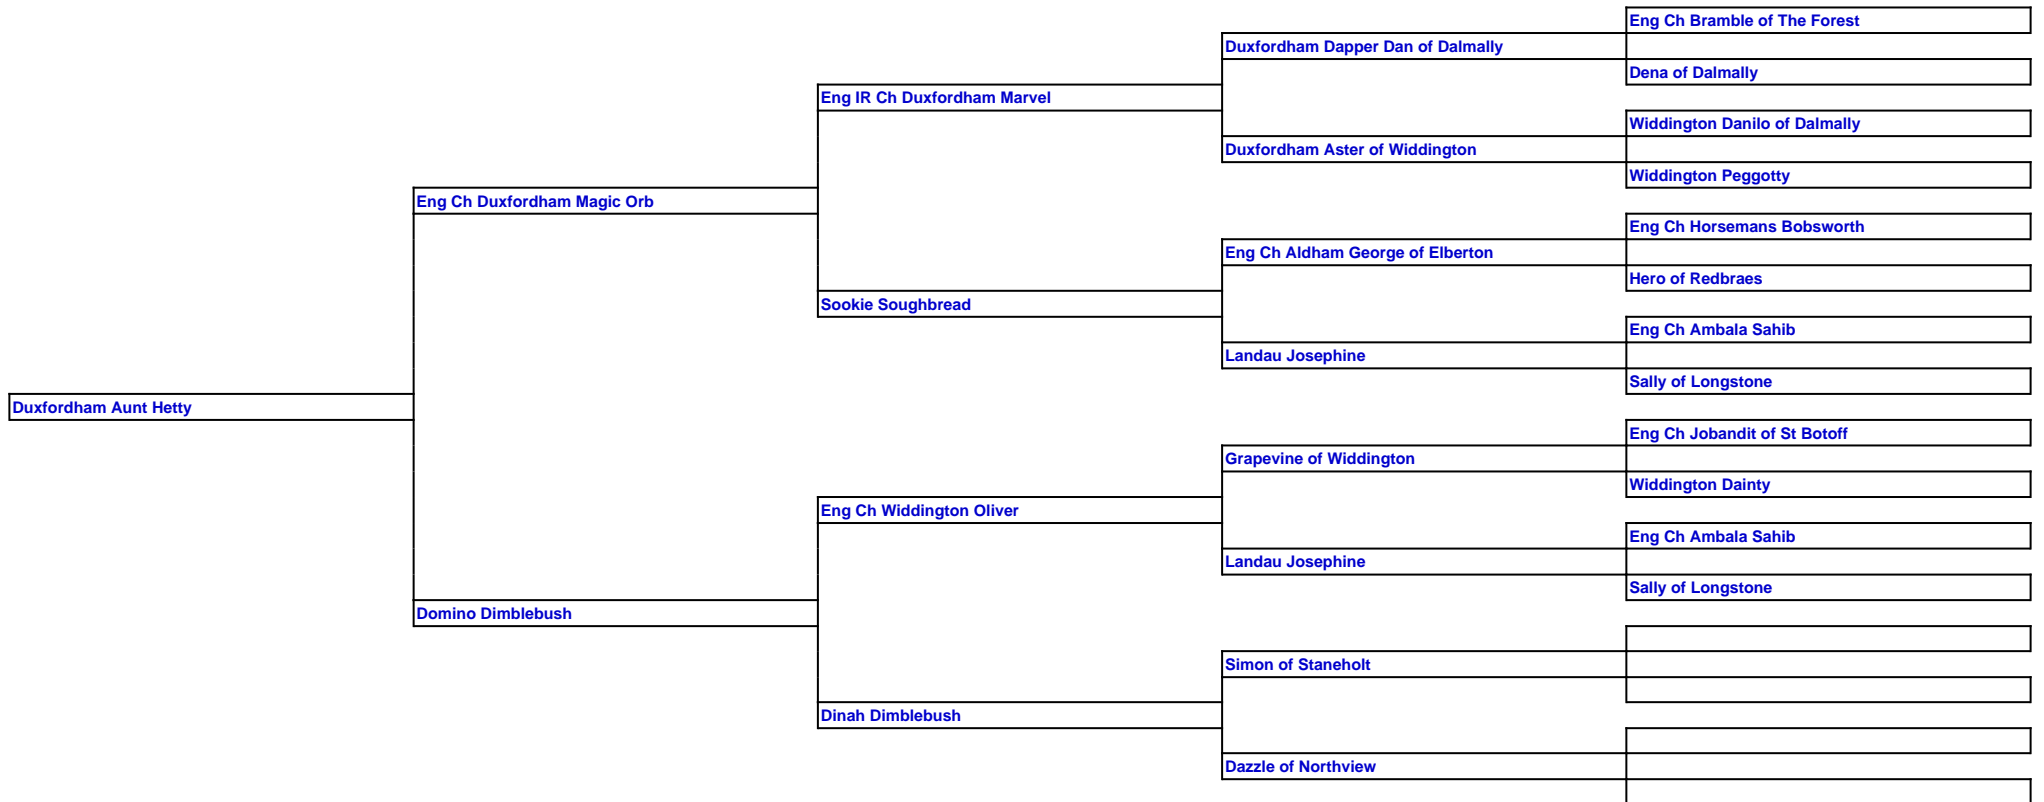 Eng Ch Bramble of The Forest
Duxfordham Dapper Dan of Dalmally
Dena of Dalmally
Eng IR Ch Duxfordham Marvel
Widdington Danilo of Dalmally
Duxfordham Aster of Widdington
Widdington Peggotty
Eng Ch Duxfordham Magic Orb
Eng Ch Horsemans Bobsworth
Eng Ch Aldham George of Elberton
Hero of Redbraes
Sookie Soughbread
Eng Ch Ambala Sahib
Landau Josephine
Sally of Longstone
Duxfordham Aunt Hetty
Eng Ch Jobandit of St Botoff
Grapevine of Widdington
Widdington Dainty
Eng Ch Widdington Oliver
Eng Ch Ambala Sahib
Landau Josephine
Sally of Longstone
Domino Dimblebush
Simon of Staneholt
Dinah Dimblebush
Dazzle of Northview